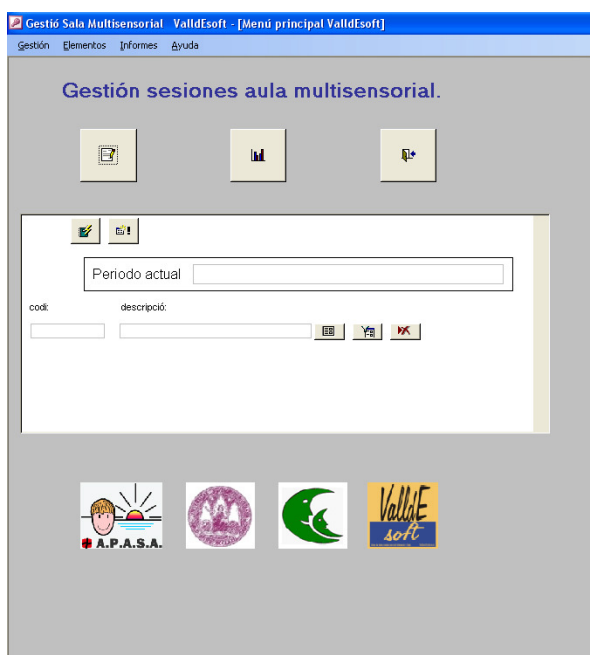 Gestió Sala Multisensorial ValldEsoft - [Menú principal ValldEsoft]
Gestión Elementos Informes Ayuda
Gestión sesiones aula multisensorial.
Periodo actual
codi: descripció:
A.P.A.S.A.
ValldE
soft